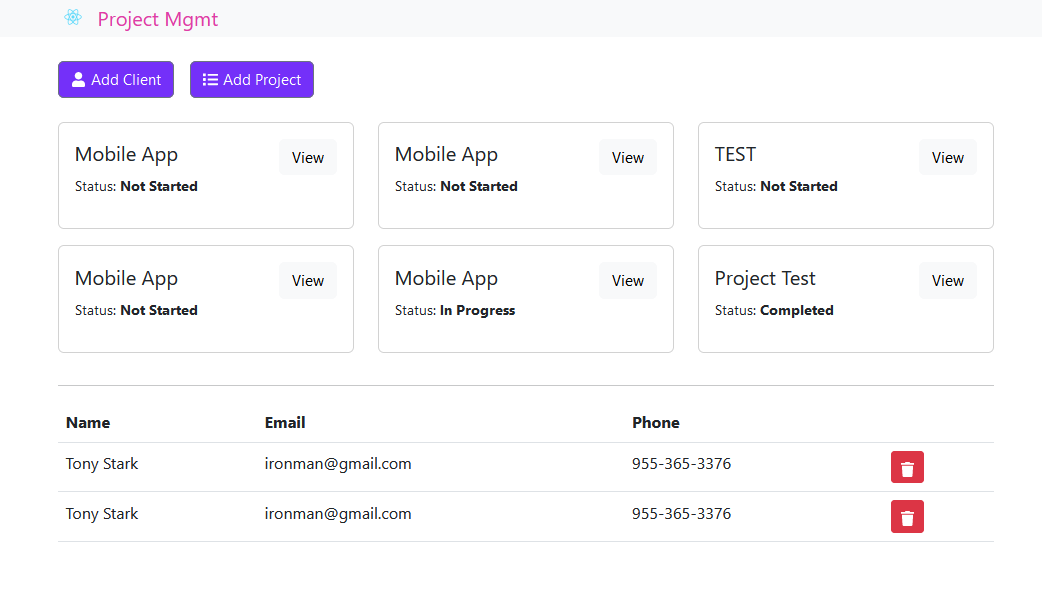 Project Mgmt
Add Client Add Project
Mobile App View Mobile App View TEST View
Status: Not Started Status: Not Started Status: Not Started
Mobile App View Mobile App View Project Test View
Status: Not Started Status: In Progress Status: Completed
Name Email Phone
Tony Stark ironman@gmail.com 955-365-3376
Tony Stark ironman@gmail.com 955-365-3376